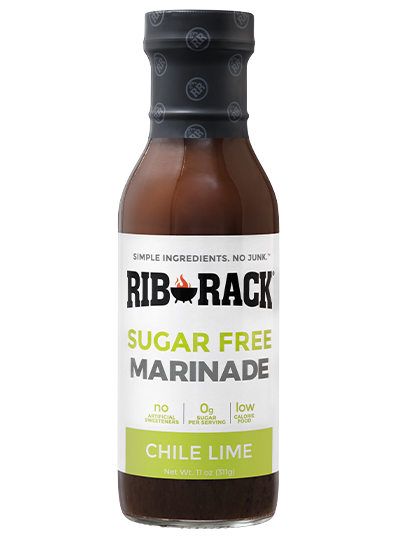 RR
SIMPLE INGREDIENTS. NO JUNK.™
RIB RACK®
SUGAR FREE
MARINADE
no
ARTIFICIAL
SWEETENERS
0g
SUGAR
PER SERVING
low
CALORIE
FOOD
CHILE LIME
Net Wt. 11 oz (311g)